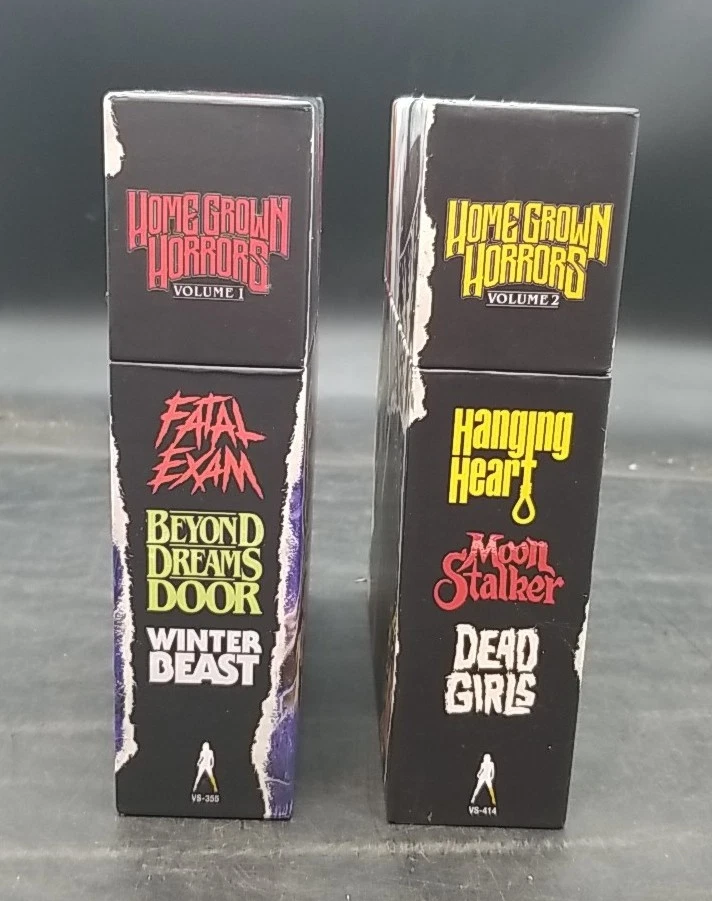 HOME GROWN
HORRORS
VOLUME 1
FATAL
EXAM
BEYOND
DREAMS
DOOR
WINTER
BEAST
VS-355
HOME GROWN
HORRORS
VOLUME 2
Hanging
Heart
Moon
Stalker
DEAD
GIRLS
VS-414